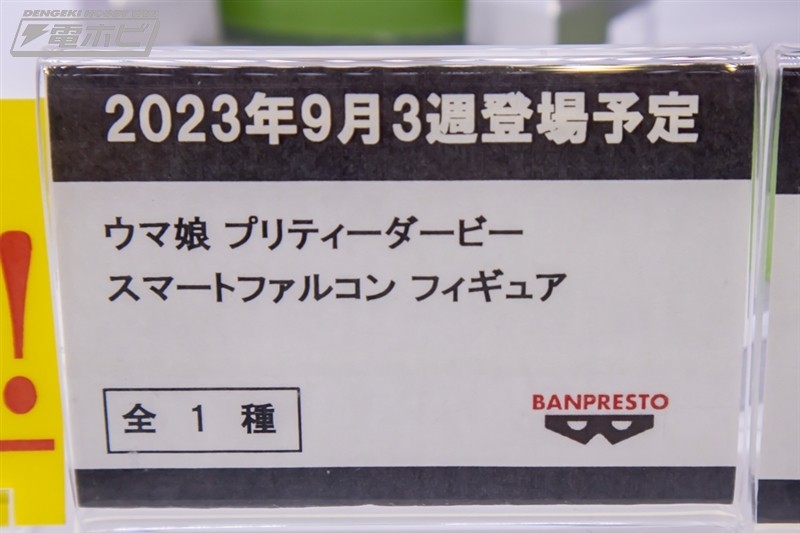 DENGEKI HOBBY WEB
電ホビ
2023年9月3週登場予定
ウマ娘 プリティーダービー
スマートファルコン フィギュア
全 1 種
BANPRESTO
!